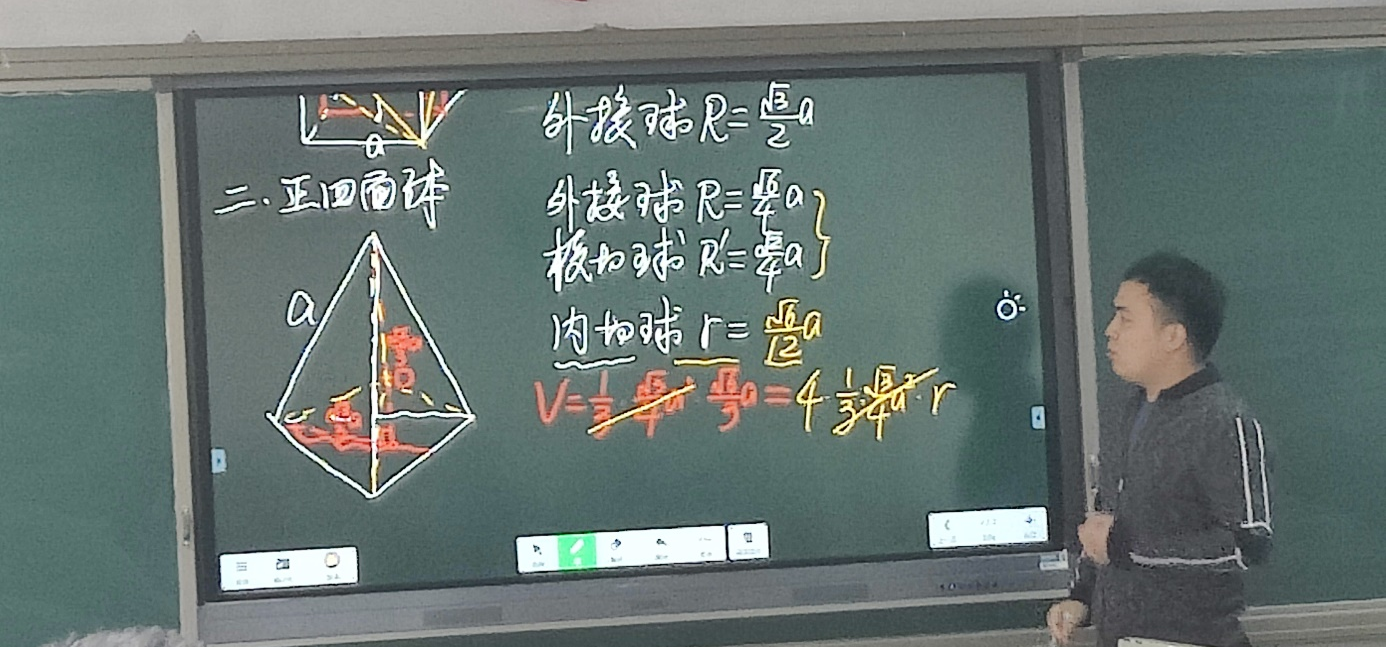 外接球 R=√3/2 a
a
二.正四面体
外接球 R=√6/4 a
棱切球 R'=√2/4 a
a
内切球 r=√6/12 a
V=1/3·√3/4 a²·√6/3 a=4·1/3·√3/4 a²·r